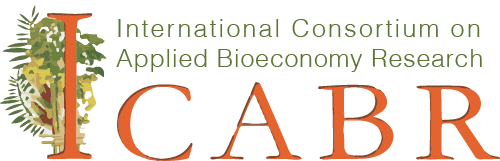 International Consortium on
Applied Bioeconomy Research
ICABR